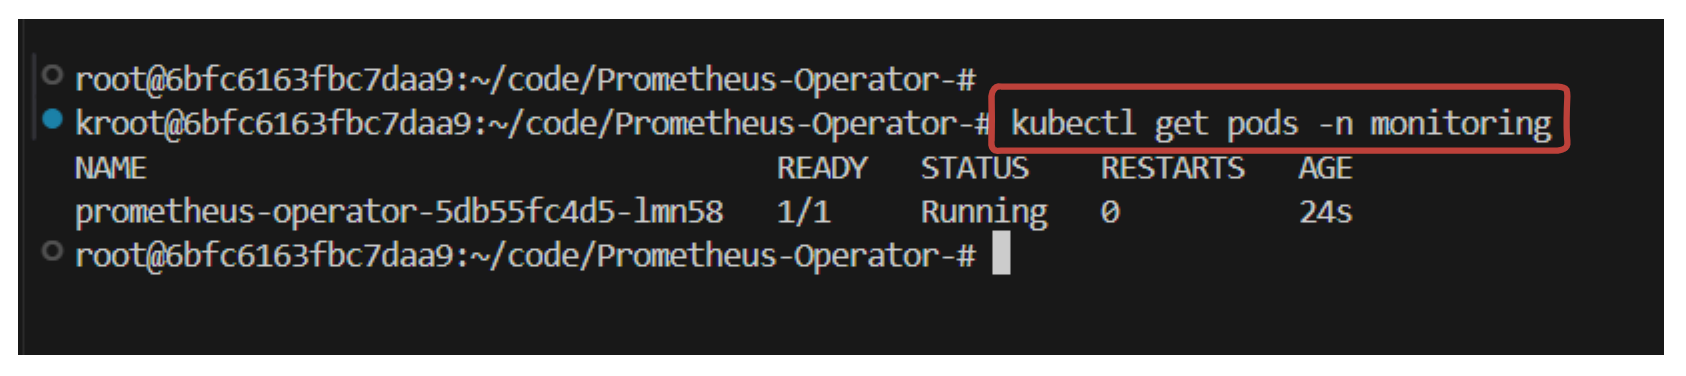 root@6bfc6163fbc7daa9:~/code/Prometheus-Operator-#
kroot@6bfc6163fbc7daa9:~/code/Prometheus-Operator-# kubectl get pods -n monitoring
NAME READY STATUS RESTARTS AGE
prometheus-operator-5db55fc4d5-lmn58 1/1 Running 0 24s
root@6bfc6163fbc7daa9:~/code/Prometheus-Operator-#